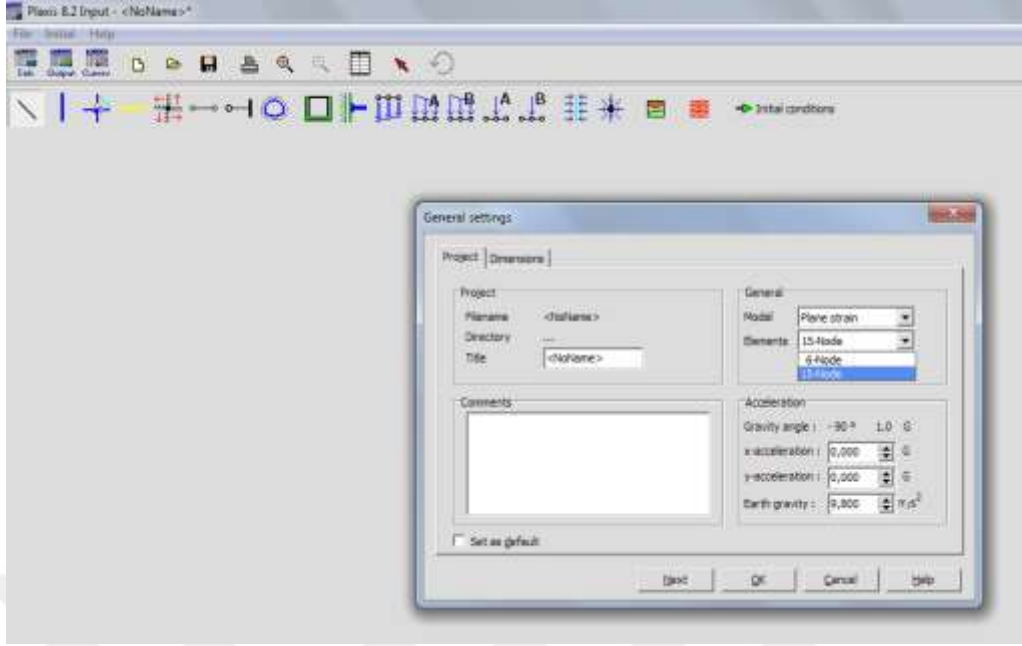 Plaxis 8.2 Input - <NoName>*
File Initial Help
Calc Output Curves
A B A B
Initial conditions
General settings
Project Dimensions
Project
Filename <NoName>
Directory ...
Title <NoName>
General
Model Plane strain
Elements 15-Node
6-Node
15-Node
Comments
Acceleration
Gravity angle : -90 º 1.0 G
x-acceleration : 0,000 G
y-acceleration : 0,000 G
Earth gravity : 9,800 m/s²
Set as default
Next OK Cancel Help